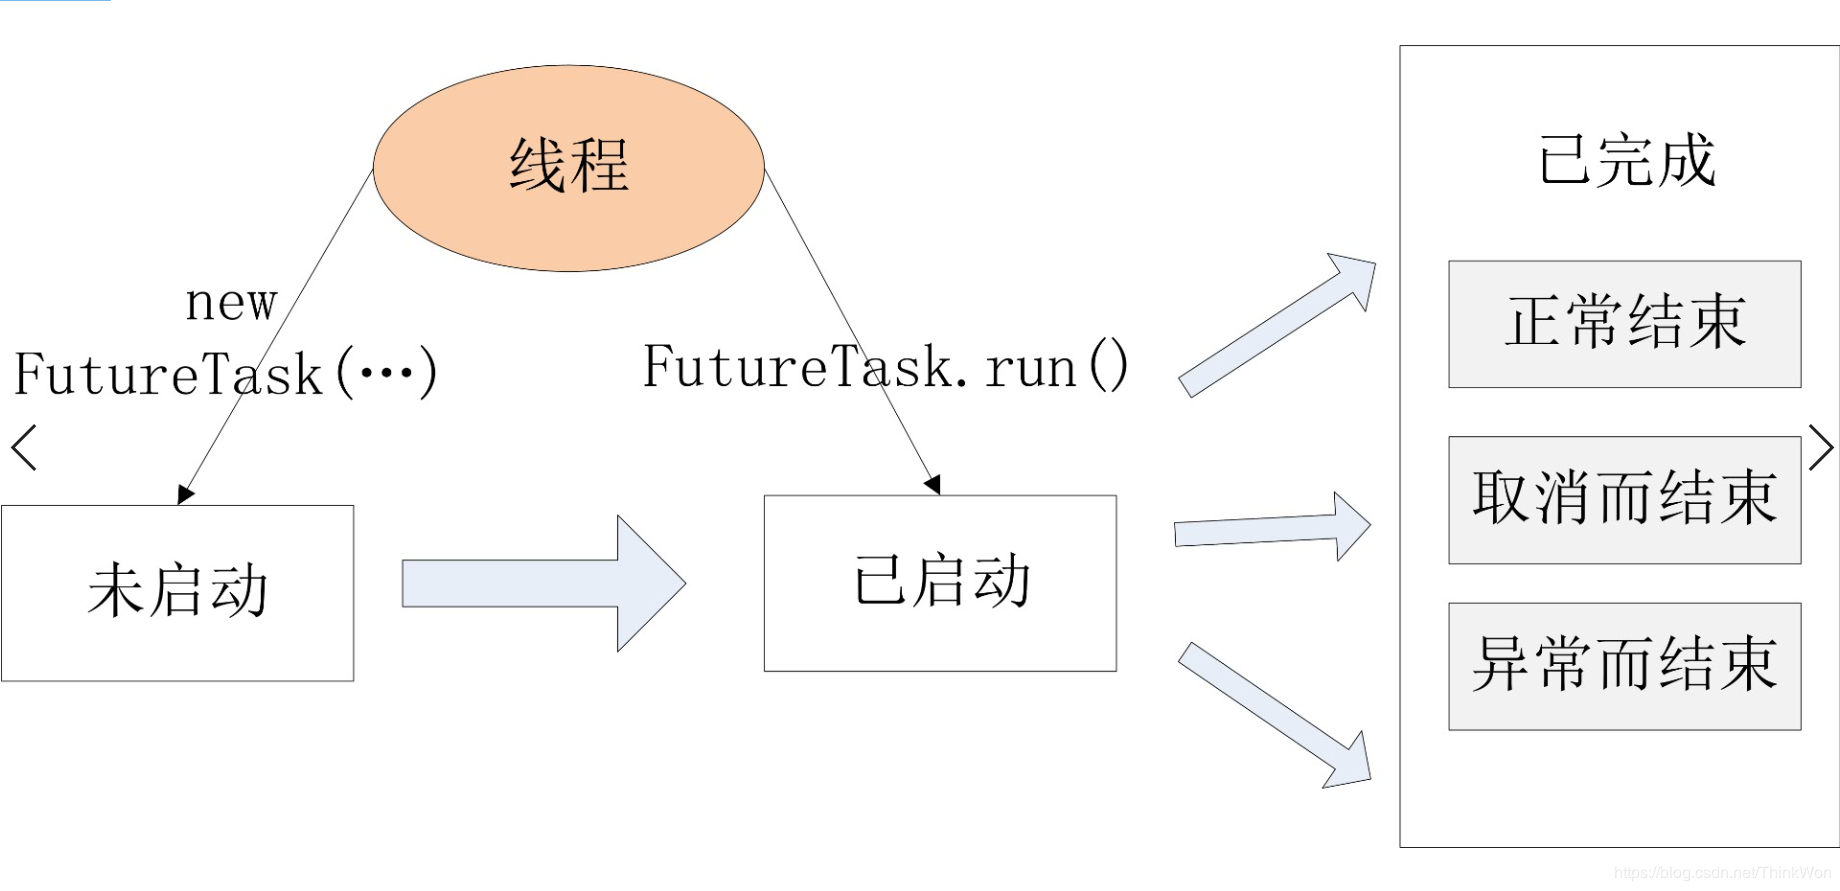 线程
new
FutureTask(…)
FutureTask.run()
未启动
已启动
已完成
正常结束
取消而结束
异常而结束
https://blog.csdn.net/ThinkWon